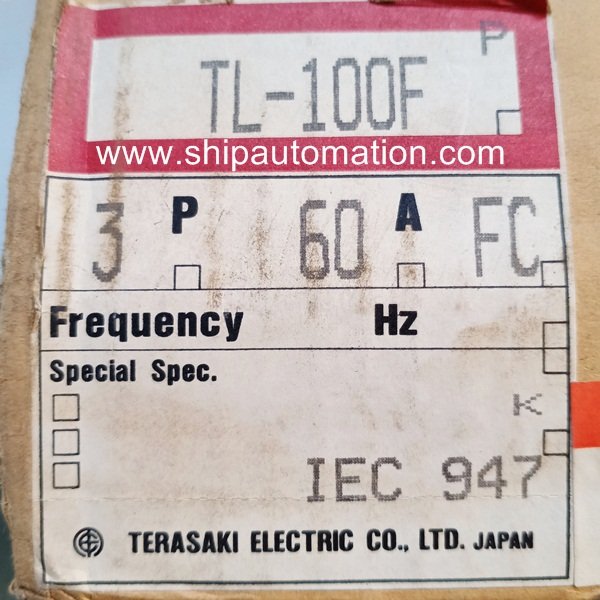 P
TL-100F
www.shipautomation.com
3 P 60 A FC
Frequency Hz
Special Spec.
K
IEC 947
TERASAKI ELECTRIC CO., LTD. JAPAN